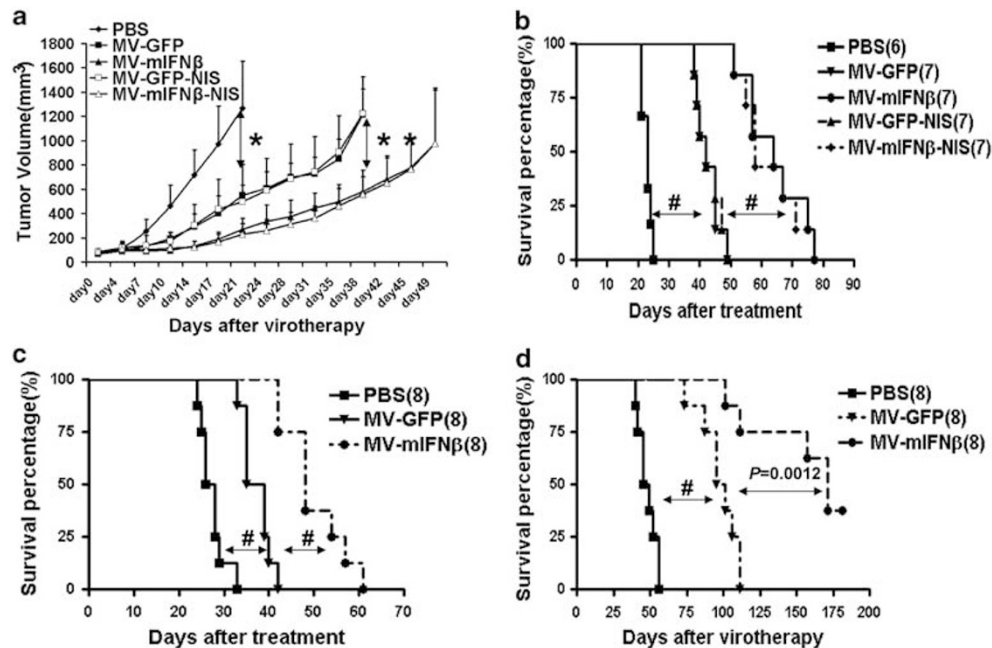 a
PBS
MV-GFP
MV-mIFNβ
MV-GFP-NIS
MV-mIFNβ-NIS
Tumor Volume(mm³)
1800
1600
1400
1200
1000
800
600
400
200
0
* * *
day0 day4 day7 day10 day14 day17 day21 day24 day28 day31 day35 day38 day42 day45 day49
Days after virotherapy
b
PBS(6)
MV-GFP(7)
MV-mIFNβ(7)
MV-GFP-NIS(7)
MV-mIFNβ-NIS(7)
Survival percentage(%)
100
75
50
25
0
# #
0 10 20 30 40 50 60 70 80 90
Days after treatment
c
PBS(8)
MV-GFP(8)
MV-mIFNβ(8)
Survival percentage(%)
100
75
50
25
0
# #
0 10 20 30 40 50 60 70
Days after treatment
d
PBS(8)
MV-GFP(8)
MV-mIFNβ(8)
Survival percentage(%)
100
75
50
25
0
#
P=0.0012
0 25 50 75 100 125 150 175 200
Days after virotherapy